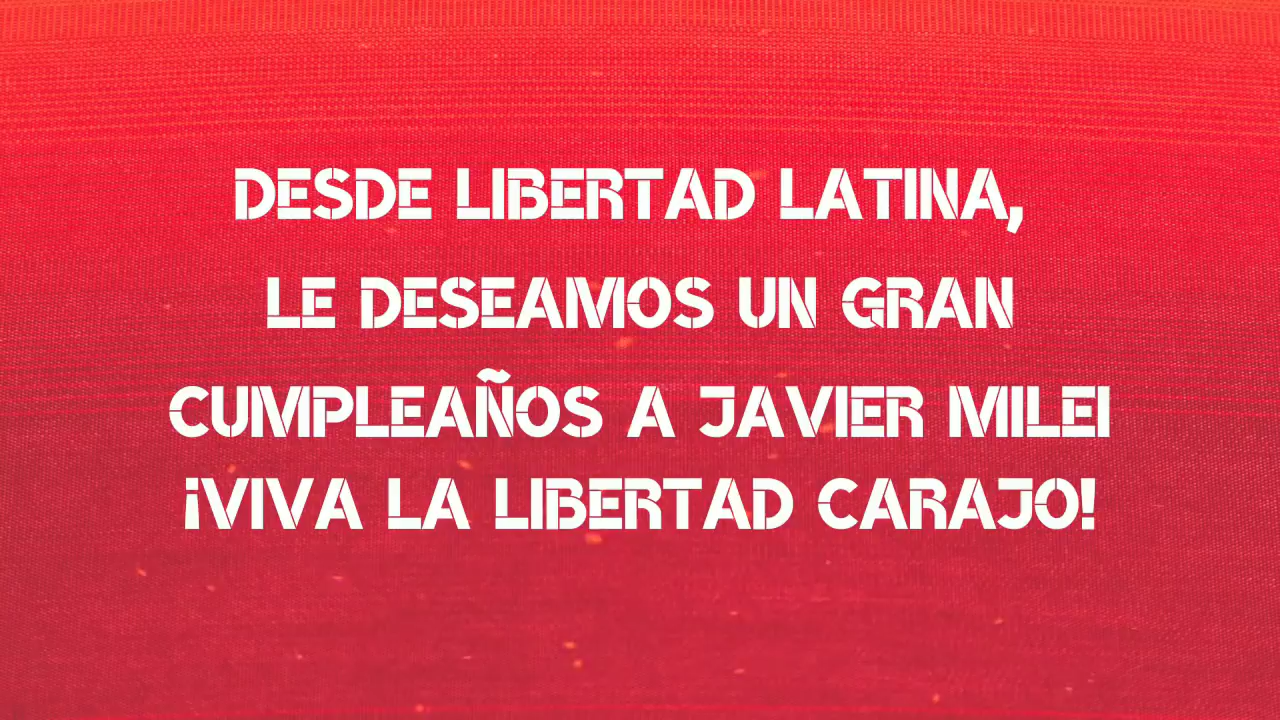 DESDE LIBERTAD LATINA,
LE DESEAMOS UN GRAN
CUMPLEAÑOS A JAVIER MILEI
¡VIVA LA LIBERTAD CARAJO!